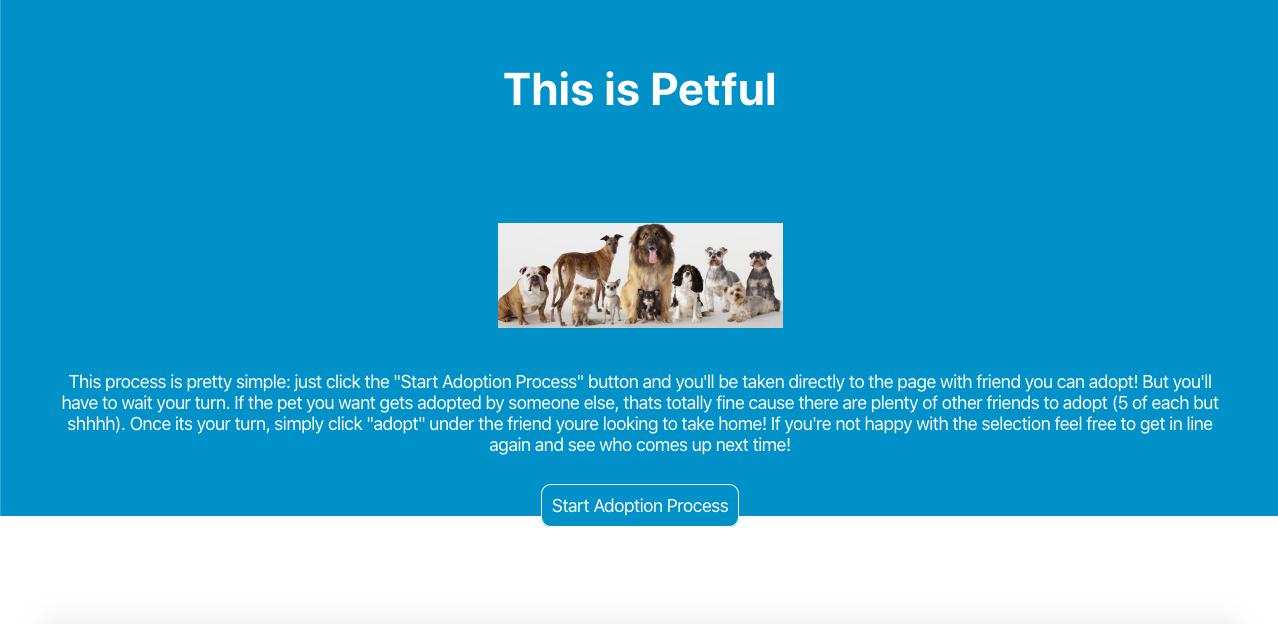 This is Petful
This process is pretty simple: just click the "Start Adoption Process" button and you'll be taken directly to the page with friend you can adopt! But you'll
have to wait your turn. If the pet you want gets adopted by someone else, thats totally fine cause there are plenty of other friends to adopt (5 of each but
shhhh). Once its your turn, simply click "adopt" under the friend youre looking to take home! If you're not happy with the selection feel free to get in line
again and see who comes up next time!
Start Adoption Process